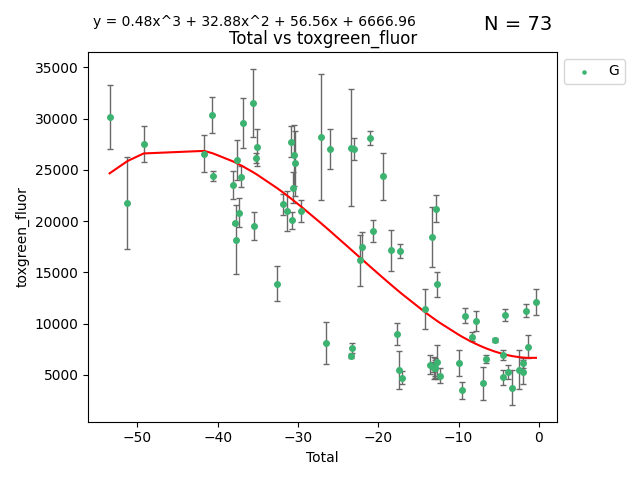 y = 0.48x^3 + 32.88x^2 + 56.56x + 6666.96
N = 73
Total vs toxgreen_fluor
G
35000
30000
25000
20000
15000
10000
5000
toxgreen_fluor
−50 −40 −30 −20 −10 0
Total